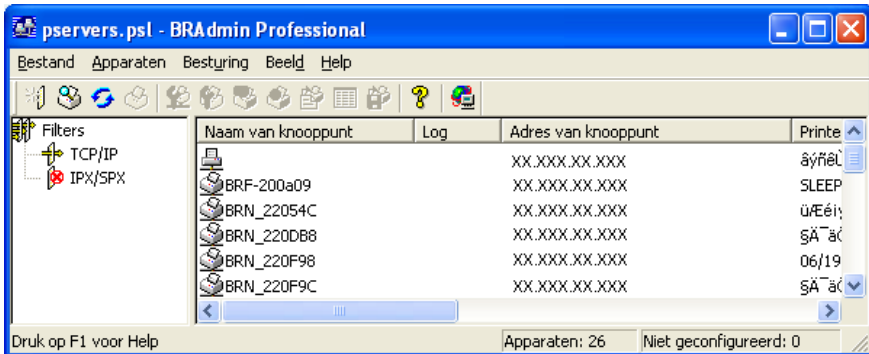 pservers.psl - BRAdmin Professional
Bestand Apparaten Besturing Beeld Help
Filters
TCP/IP
IPX/SPX
Naam van knooppunt Log Adres van knooppunt Printe
XX.XXX.XX.XXX
BRF-200a09 XX.XXX.XX.XXX SLEEP
BRN_22054C XX.XXX.XX.XXX
BRN_220DB8 XX.XXX.XX.XXX
BRN_220F98 XX.XXX.XX.XXX 06/19
BRN_220F9C XX.XXX.XX.XXX
Druk op F1 voor Help Apparaten: 26 Niet geconfigureerd: 0